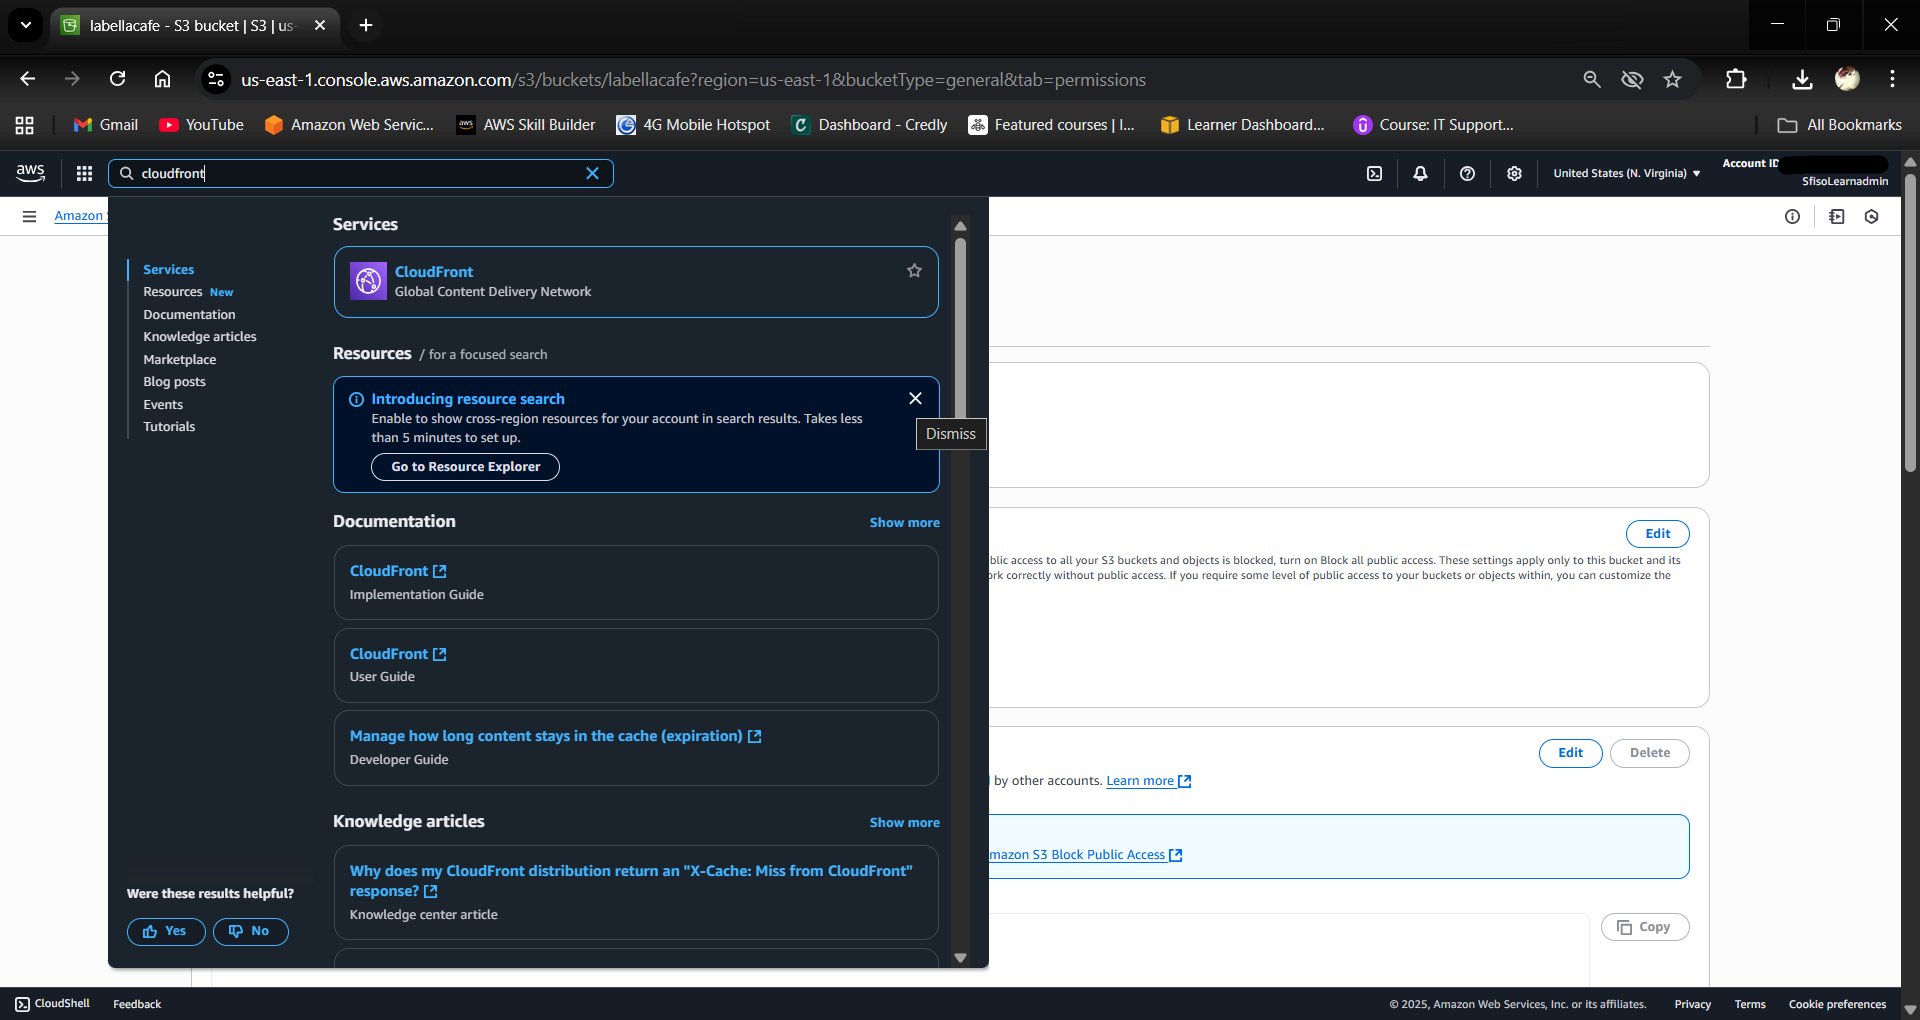 labellacafe - S3 bucket | S3 | us-
us-east-1.console.aws.amazon.com/s3/buckets/labellacafe?region=us-east-1&bucketType=general&tab=permissions
Gmail
YouTube
Amazon Web Servic...
aws
AWS Skill Builder
4G Mobile Hotspot
Dashboard - Credly
Featured courses | I...
Learner Dashboard...
Course: IT Support...
All Bookmarks
aws
cloudfront
United States (N. Virginia)
Account ID
SfisoLearnadmin
Amazon
Services
Resources New
Documentation
Knowledge articles
Marketplace
Blog posts
Events
Tutorials
Were these results helpful?
Yes
No
Services
CloudFront
Global Content Delivery Network
Resources / for a focused search
Introducing resource search
Enable to show cross-region resources for your account in search results. Takes less
than 5 minutes to set up.
Go to Resource Explorer
Dismiss
Documentation
Show more
CloudFront
Implementation Guide
CloudFront
User Guide
Manage how long content stays in the cache (expiration)
Developer Guide
Knowledge articles
Show more
Why does my CloudFront distribution return an "X-Cache: Miss from CloudFront"
response?
Knowledge center article
Edit
blic access to all your S3 buckets and objects is blocked, turn on Block all public access. These settings apply only to this bucket and its
ork correctly without public access. If you require some level of public access to your buckets or objects within, you can customize the
Edit
Delete
by other accounts. Learn more
mazon S3 Block Public Access
Copy
CloudShell
Feedback
© 2025, Amazon Web Services, Inc. or its affiliates.
Privacy
Terms
Cookie preferences